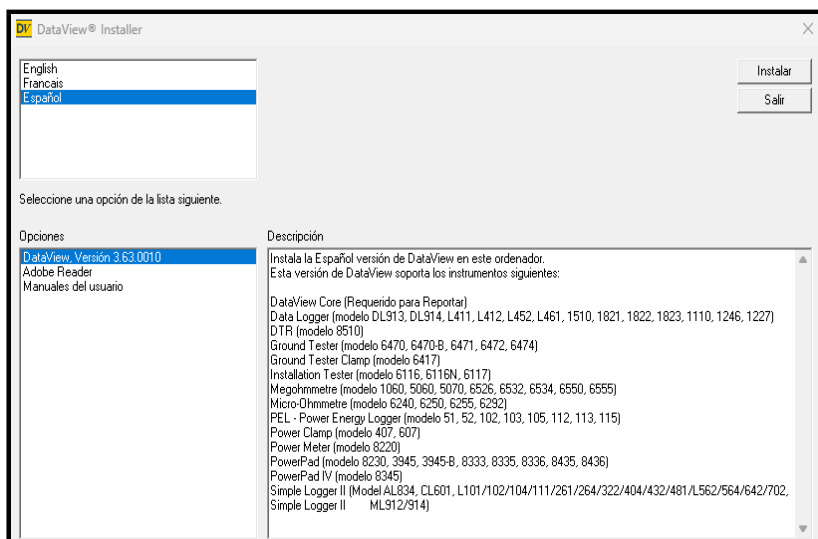 DV DataView® Installer
English
Francais
Español
Instalar
Salir
Seleccione una opción de la lista siguiente.
Opciones
DataView, Versión 3.63.0010
Adobe Reader
Manuales del usuario
Descripción
Instala la Español versión de DataView en este ordenador.
Esta versión de DataView soporta los instrumentos siguientes:
DataView Core (Requerido para Reportar)
Data Logger (modelo DL913, DL914, L411, L412, L452, L461, 1510, 1821, 1822, 1823, 1110, 1246, 1227)
DTR (modelo 8510)
Ground Tester (modelo 6470, 6470-B, 6471, 6472, 6474)
Ground Tester Clamp (modelo 6417)
Installation Tester (modelo 6116, 6116N, 6117)
Megohmmetre (modelo 1060, 5060, 5070, 6526, 6532, 6534, 6550, 6555)
Micro-Ohmmetre (modelo 6240, 6250, 6255, 6292)
PEL - Power Energy Logger (modelo 51, 52, 102, 103, 105, 112, 113, 115)
Power Clamp (modelo 407, 607)
Power Meter (modelo 8220)
PowerPad (modelo 8230, 3945, 3945-B, 8333, 8335, 8336, 8435, 8436)
PowerPad IV (modelo 8345)
Simple Logger II (Model AL834, CL601, L101/102/104/111/261/264/322/404/432/481/L562/564/642/702,
Simple Logger II ML912/914)